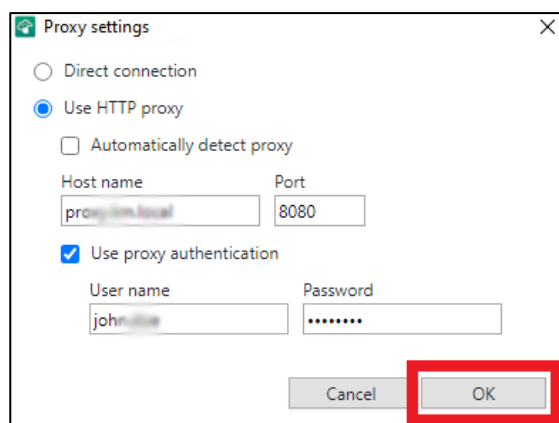 Proxy settings
Direct connection
Use HTTP proxy
Automatically detect proxy
Host name Port
8080
Use proxy authentication
User name Password
••••••••
Cancel OK